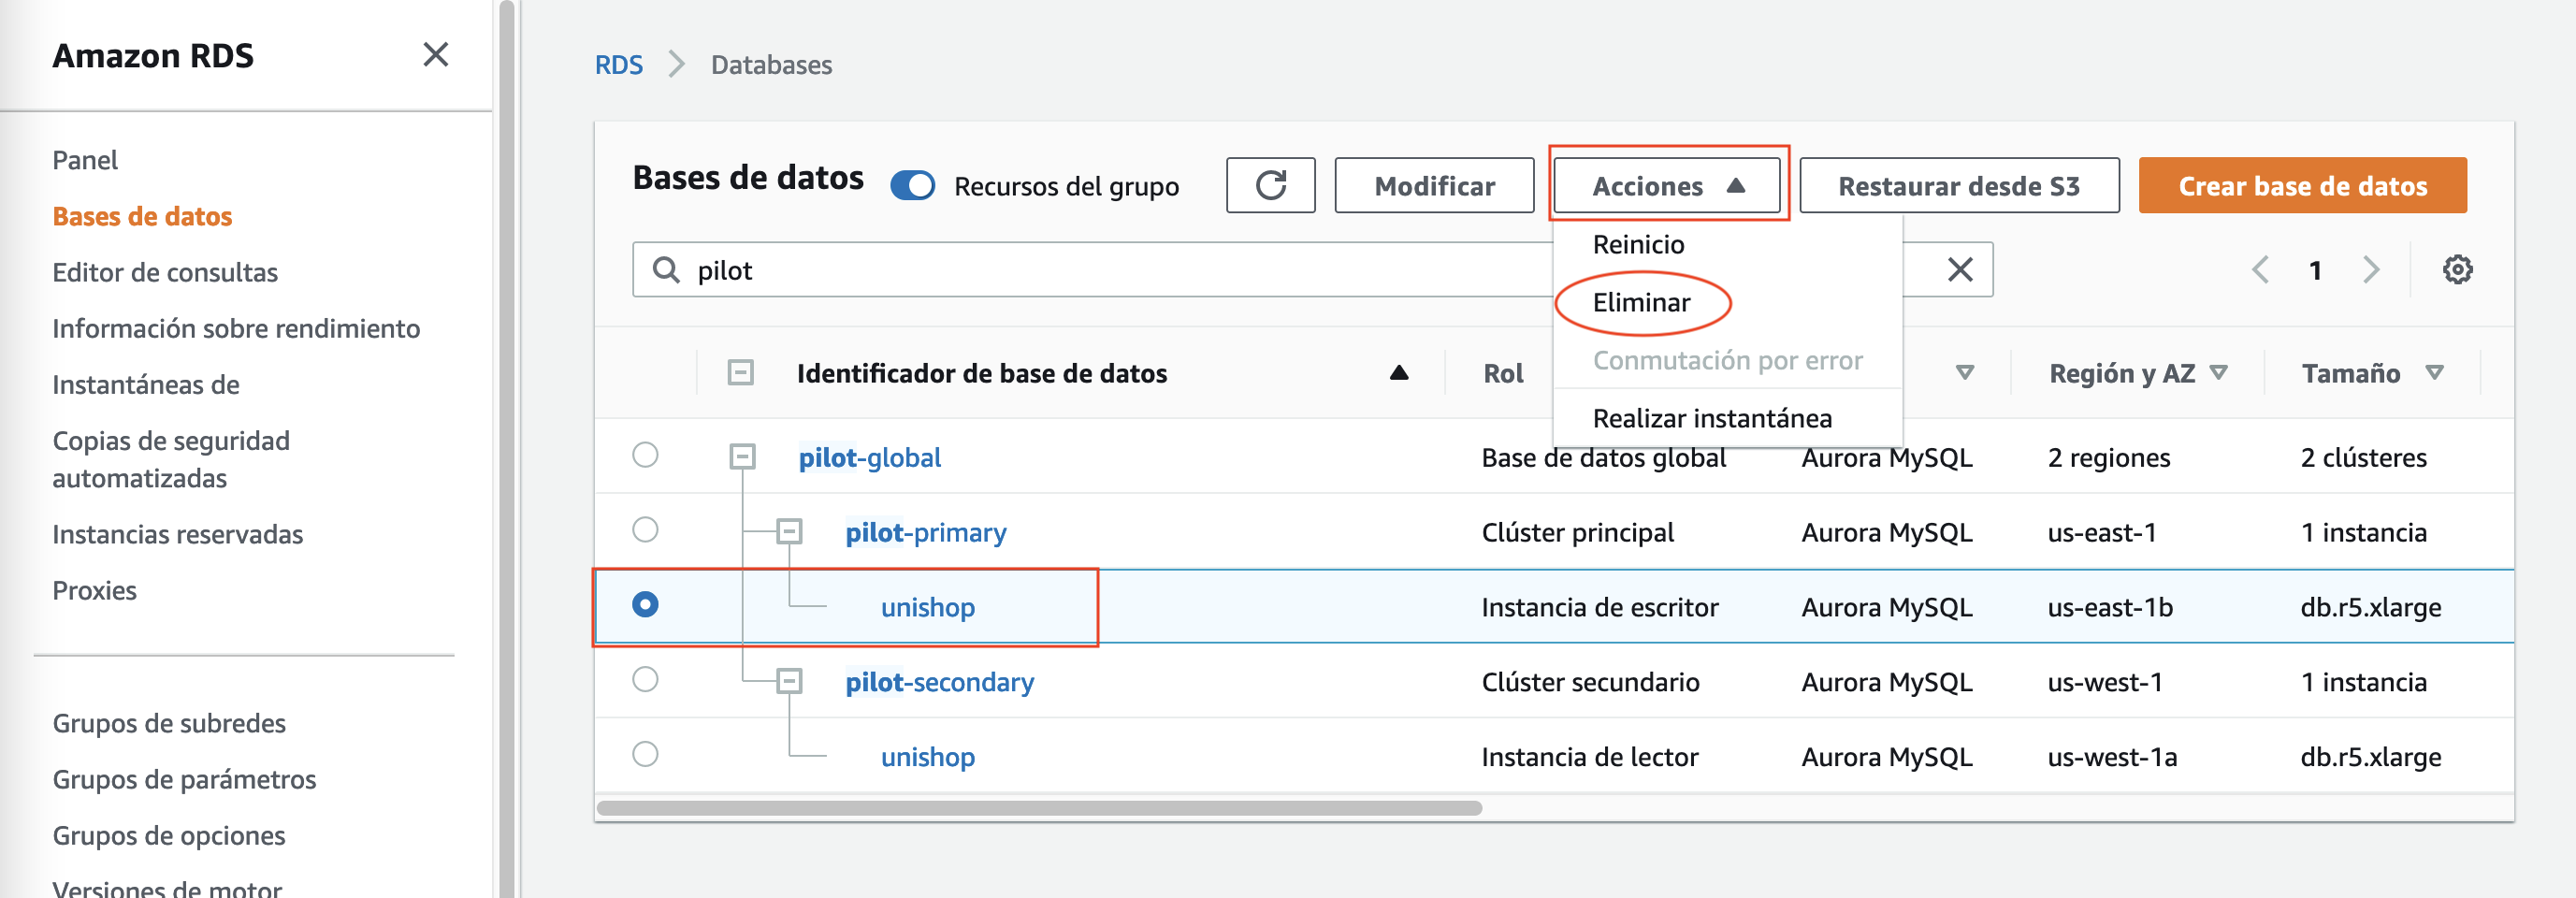 Amazon RDS
Panel
Bases de datos
Editor de consultas
Información sobre rendimiento
Instantáneas de
Copias de seguridad
automatizadas
Instancias reservadas
Proxies
Grupos de subredes
Grupos de parámetros
Grupos de opciones
Versiones de motor
RDS > Databases
Bases de datos Recursos del grupo Modificar Acciones Restaurar desde S3 Crear base de datos
pilot 1
Reinicio
Eliminar
Conmutación por error
Realizar instantánea
Identificador de base de datos Rol Región y AZ Tamaño
pilot-global Base de datos global Aurora MySQL 2 regiones 2 clústeres
pilot-primary Clúster principal Aurora MySQL us-east-1 1 instancia
unishop Instancia de escritor Aurora MySQL us-east-1b db.r5.xlarge
pilot-secondary Clúster secundario Aurora MySQL us-west-1 1 instancia
unishop Instancia de lector Aurora MySQL us-west-1a db.r5.xlarge